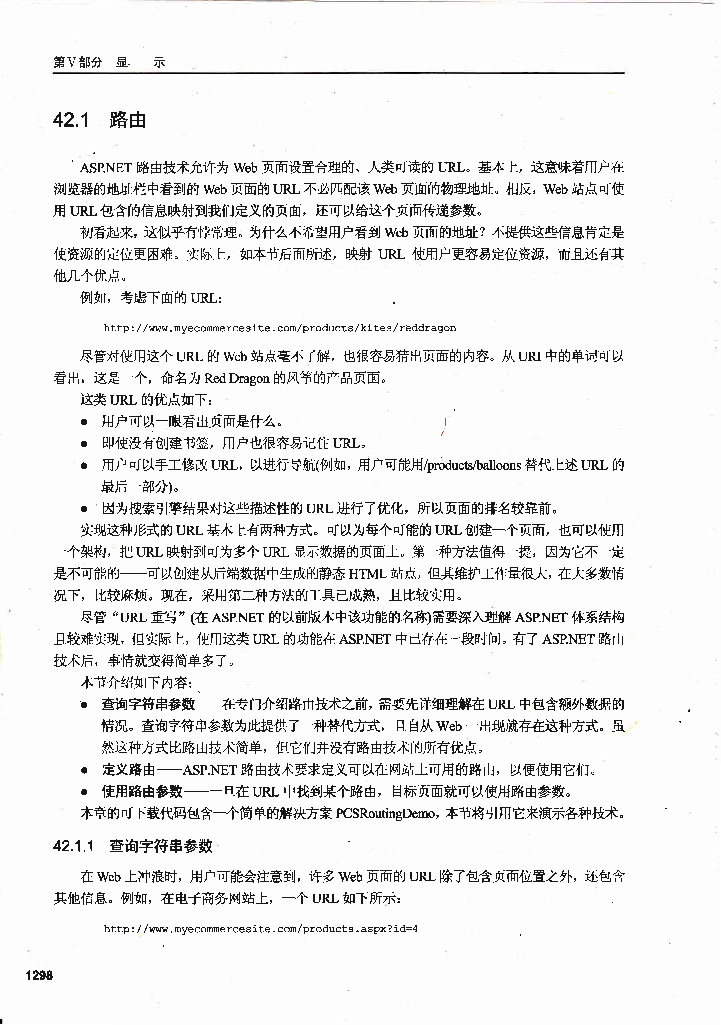 第V部分 显 示
42.1 路由
ASP.NET 路由技术允许为 Web 页面设置合理的、人类可读的 URL。基本上，这意味着用户在
浏览器的地址栏中看到的 Web 页面的 URL 不必匹配该 Web 页面的物理地址。相反，Web 站点可使
用 URL 包含的信息映射到我们定义的页面，还可以给这个页面传递参数。
初看起来，这似乎有悖常理。为什么不希望用户看到 Web 页面的地址？不提供这些信息肯定是
使资源的定位更困难。实际上，如本节后面所述，映射 URL 使用户更容易定位资源，而且还有其
他几个优点。
例如，考虑下面的 URL：
http://www.myecommercesite.com/products/kites/reddragon
尽管对使用这个 URL 的 Web 站点毫不了解，也很容易猜出页面的内容。从 URL 中的单词可以
看出，这是一个，命名为 Red Dragon 的风筝的产品页面。
这类 URL 的优点如下：
● 用户可以一眼看出页面是什么。
● 即使没有创建书签，用户也很容易记住 URL。
● 用户可以手工修改 URL，以进行导航(例如，用户可能用/products/balloons 替代上述 URL 的
最后一部分)。
● 因为搜索引擎结果对这些描述性的 URL 进行了优化，所以页面的排名较靠前。
实现这种形式的 URL 基本上有两种方式。可以为每个可能的 URL 创建一个页面，也可以使用
一个架构，把 URL 映射到可为多个 URL 显示数据的页面上。第一种方法值得一提，因为它不一定
是不可能的——可以创建从后端数据中生成的静态 HTML 站点，但其维护工作量很大，在大多数情
况下，比较麻烦。现在，采用第二种方法的工具已成熟，且比较实用。
尽管“URL 重写”(在 ASP.NET 的以前版本中该功能的名称)需要深入理解 ASP.NET 体系结构
且较难实现，但实际上，使用这类 URL 的功能在 ASP.NET 中已存在一段时间。有了 ASP.NET 路由
技术后，事情就变得简单多了。
本节介绍如下内容：
● 查询字符串参数——在专门介绍路由技术之前，需要先详细理解在 URL 中包含额外数据的
情况。查询字符串参数为此提供了一种替代方式，且自从 Web 一出现就存在这种方式。虽
然这种方式比路由技术简单，但它们并没有路由技术的所有优点。
● 定义路由——ASP.NET 路由技术要求定义可以在网站上可用的路由，以便使用它们。
● 使用路由参数——一旦在 URL 中找到某个路由，目标页面就可以使用路由参数。
本章的可下载代码包含一个简单的解决方案 PCSRoutingDemo，本节将引用它来演示各种技术。
42.1.1 查询字符串参数
在 Web 上冲浪时，用户可能会注意到，许多 Web 页面的 URL 除了包含页面位置之外，还包含
其他信息。例如，在电子商务网站上，一个 URL 如下所示：
http://www.myecommercesite.com/products.aspx?id=4
1298